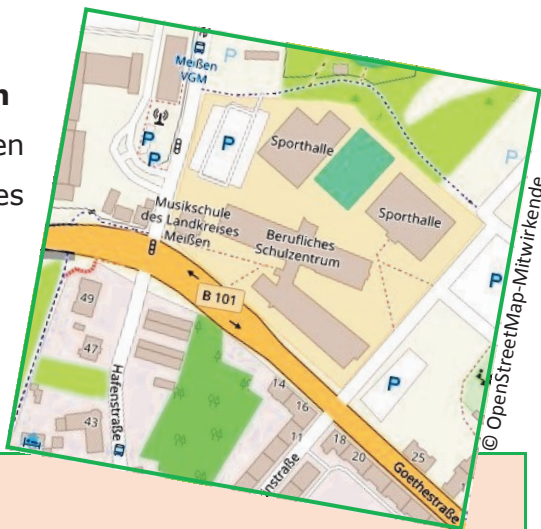 n
en
es
Meißen
VGM
P
P
P
P
Sporthalle
Sporthalle
Musikschule
des Landkreises
Meißen
Berufliches
Schulzentrum
P
P
B 101
49
47
43
Hafenstraße
P
14
16
11
18
20
25
Goethestraße
nstraße
© OpenStreetMap-Mitwirkende